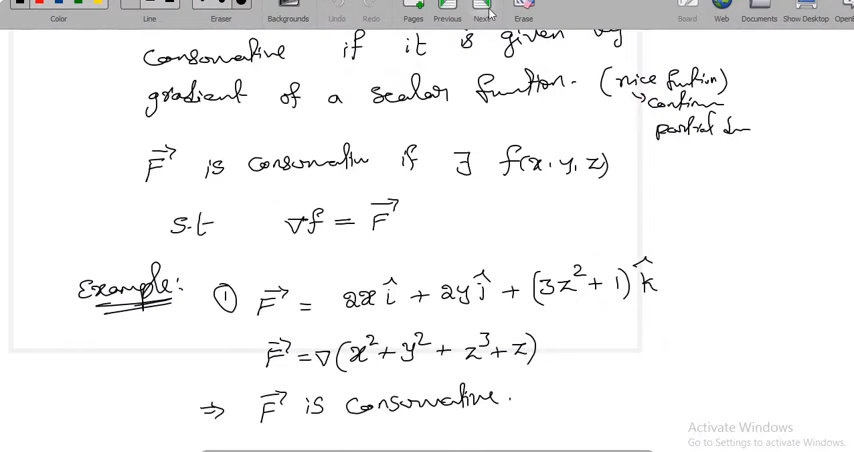 Color
Line
Eraser
Backgrounds
Undo
Redo
Pages
Previous
Next
Erase
Board
Web
Documents
Show Desktop
conservative if it is given by
gradient of a scalar function. (nice function)
→ continu
partial
F⃗ is conservativ if ∃ f(x, y, z)
s.t ∇f = F⃗
Example: ① F⃗ = 2x î + 2y ĵ + (3z² + 1) k̂
F⃗ = ∇(x² + y² + z³ + z)
⇒ F⃗ is conservative.
Activate Windows
Go to Settings to activate Windows.